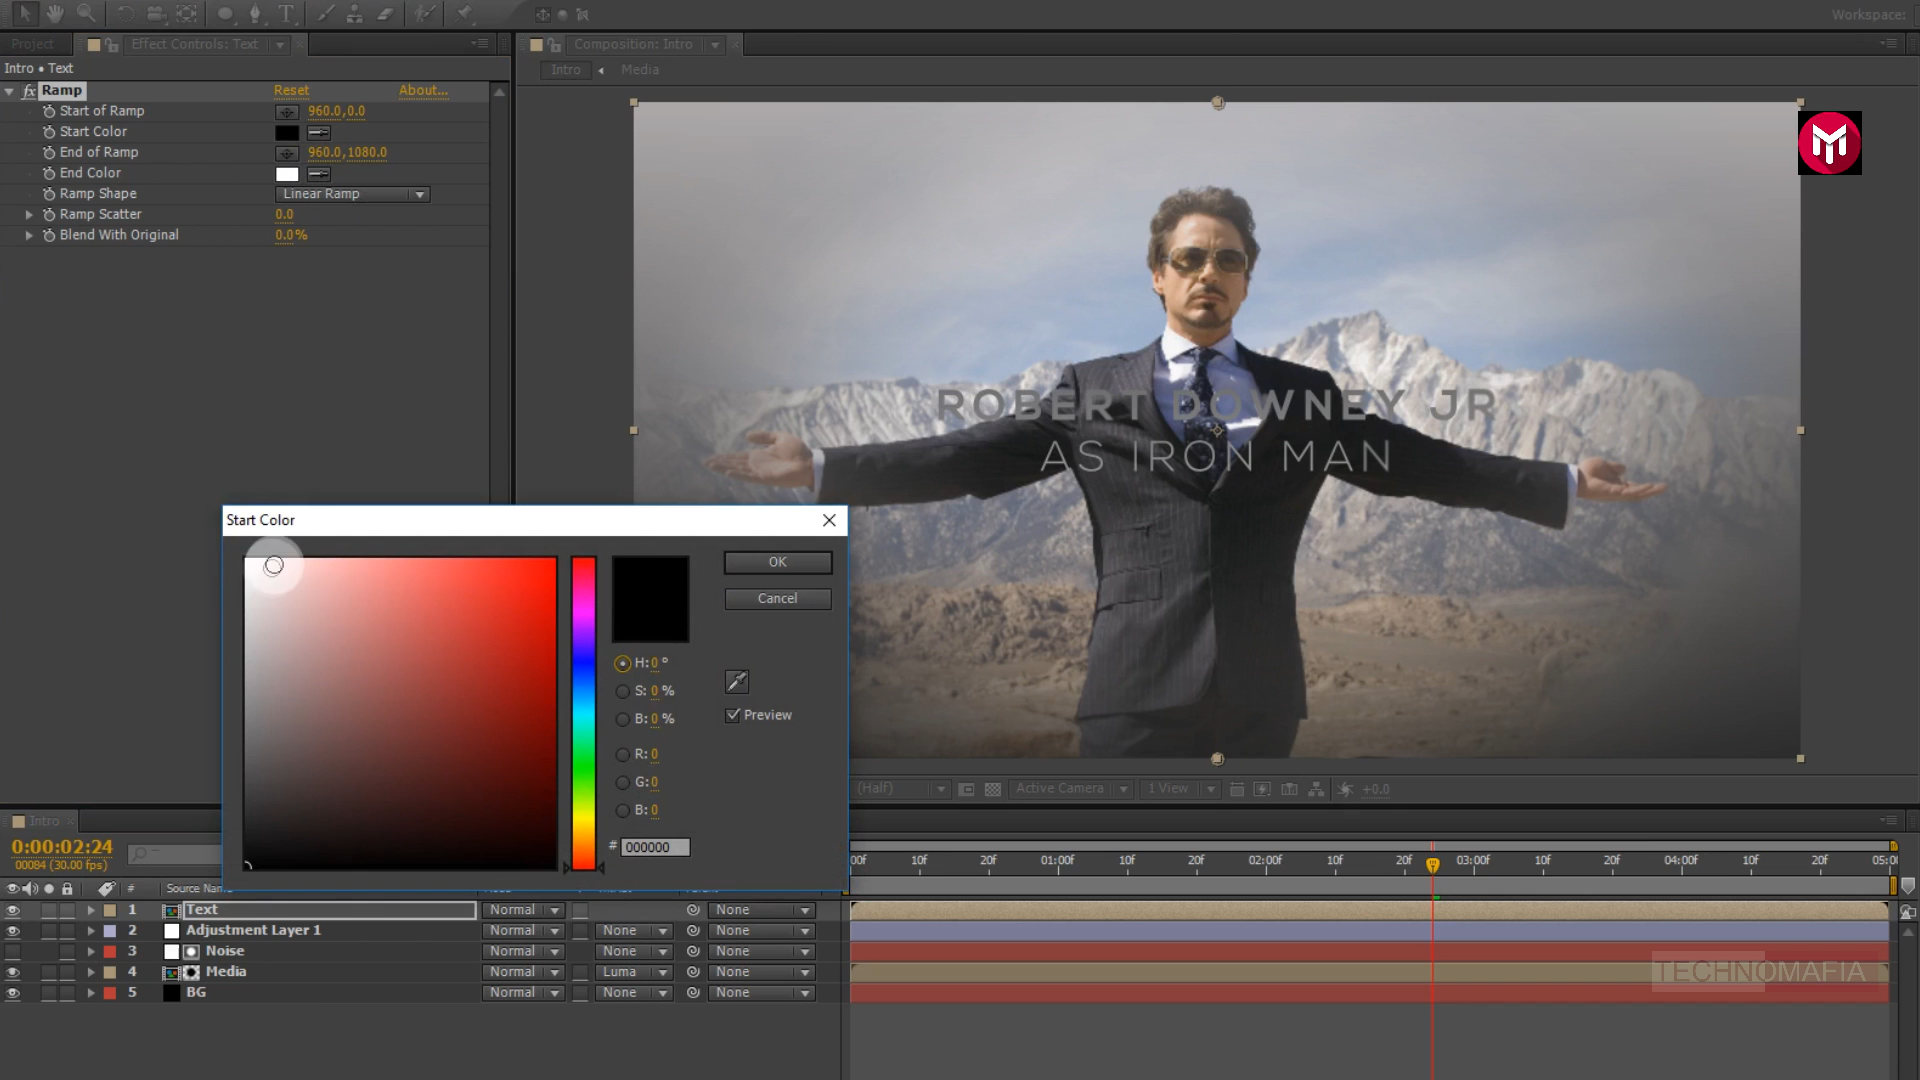 Workspace:
Project
Effect Controls: Text
Composition: Intro
Intro • Text
Intro
Media
Ramp
Reset
About...
Start of Ramp
960.0,0.0
Start Color
End of Ramp
960.0,1080.0
End Color
Ramp Shape
Linear Ramp
Ramp Scatter
0.0
Blend With Original
0.0%
ROBERT DOWNEY JR
AS IRON MAN
Start Color
OK
Cancel
H: 0 °
S: 0 %
B: 0 %
Preview
R: 0
G: 0
B: 0
# 000000
(Half)
Active Camera
1 View
+0.0
Intro
0:00:02:24
00084 (30.00 fps)
00f 10f 20f 01:00f 10f 20f 02:00f 10f 20f 03:00f 10f 20f 04:00f 10f 20f 05:00
# Source Name
1 Text Normal None
2 Adjustment Layer 1 Normal None None
3 Noise Normal None None
4 Media Normal Luma None
5 BG Normal None None
TECHNOMAFIA